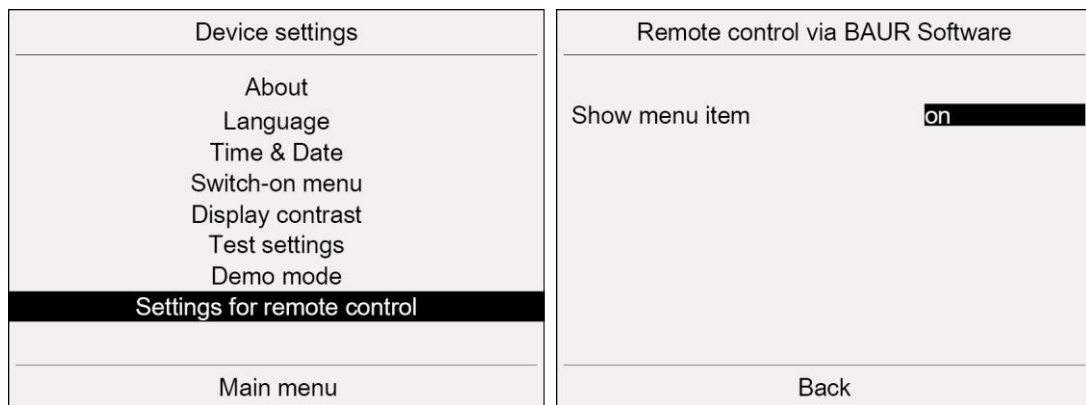 Device settings
About
Language
Time & Date
Switch-on menu
Display contrast
Test settings
Demo mode
Settings for remote control
Main menu
Remote control via BAUR Software
Show menu item on
Back